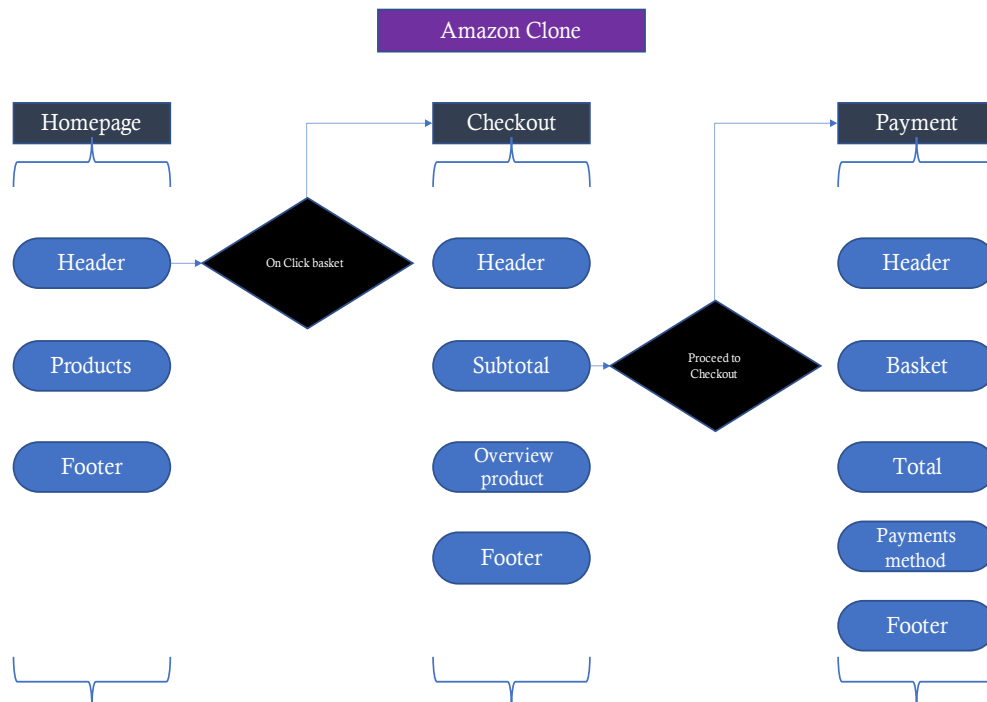 Amazon Clone
Homepage
Checkout
Payment
Header
On Click basket
Header
Header
Products
Subtotal
Proceed to
Checkout
Basket
Footer
Overview
product
Total
Footer
Payments
method
Footer